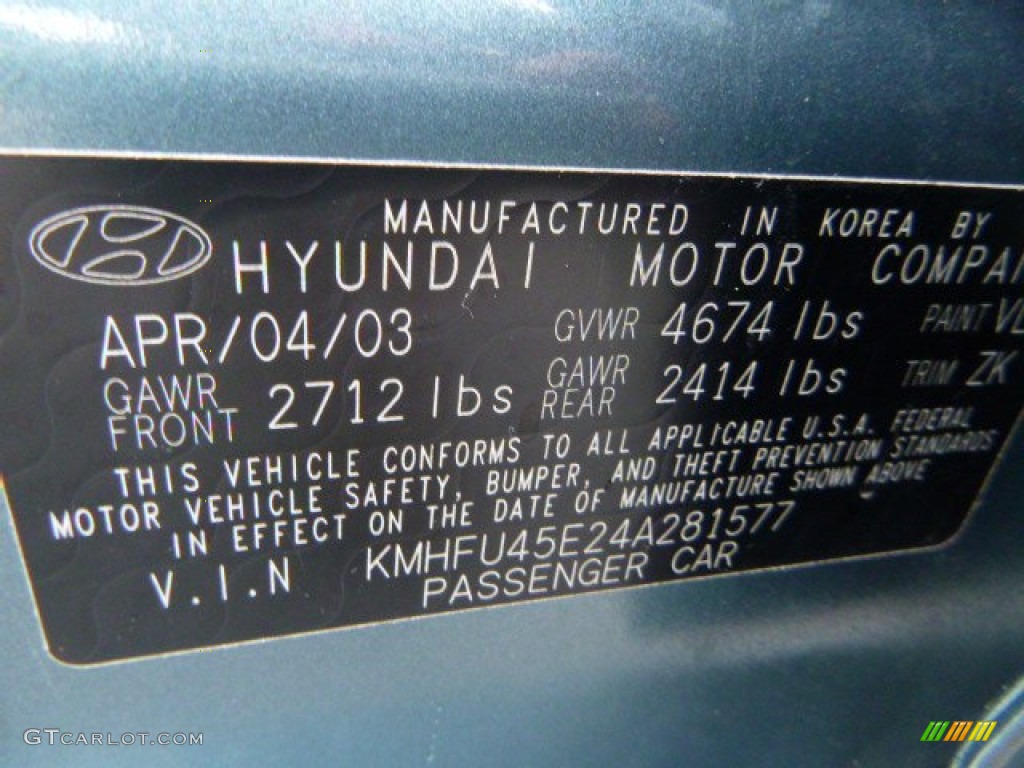 MANUFACTURED IN KOREA BY
HYUNDAI MOTOR COMPAN
APR/04/03 GVWR 4674 lbs PAINT VL
GAWR FRONT 2712 lbs GAWR REAR 2414 lbs TRIM ZK
THIS VEHICLE CONFORMS TO ALL APPLICABLE U.S.A. FEDERAL
MOTOR VEHICLE SAFETY, BUMPER, AND THEFT PREVENTION STANDARDS
IN EFFECT ON THE DATE OF MANUFACTURE SHOWN ABOVE
V.I.N KMHFU45E24A281577
PASSENGER CAR
GTCARLOT.COM